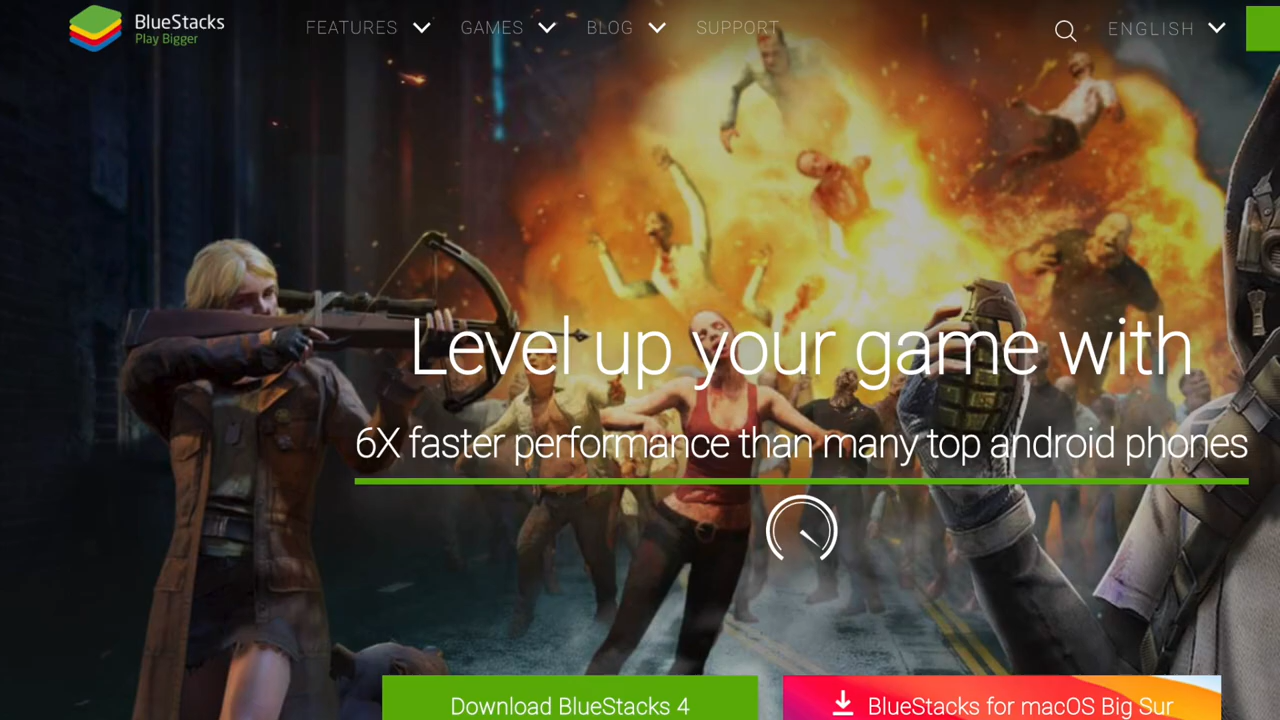 BlueStacks
Play Bigger
FEATURES
GAMES
BLOG
SUPPORT
ENGLISH
Level up your game with
6X faster performance than many top android phones
Download BlueStacks 4
BlueStacks for macOS Big Sur